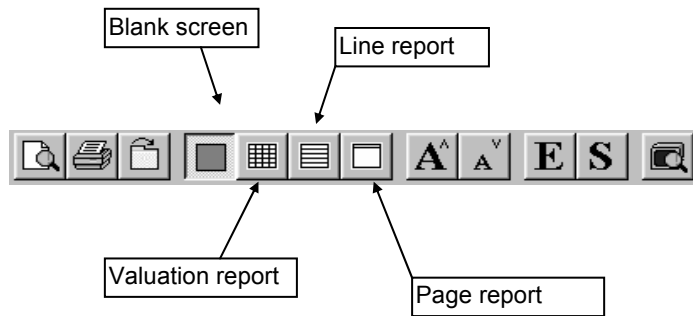 Blank screen
Line report
A^ A˅ E S
Valuation report
Page report